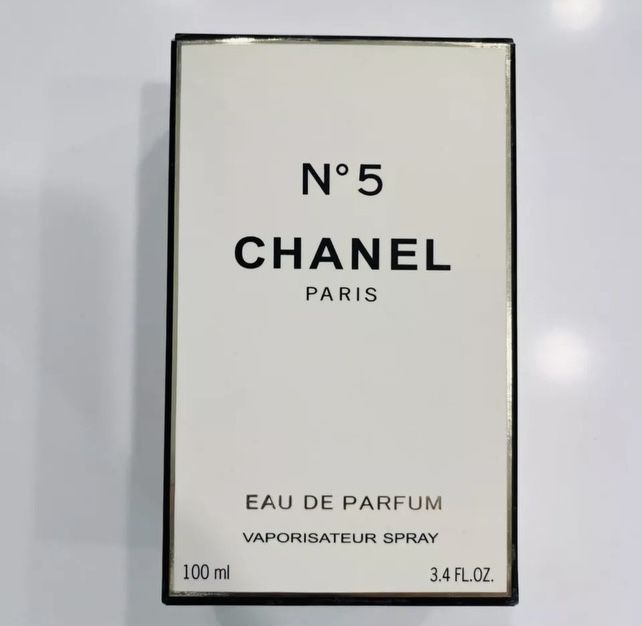 N°5
CHANEL
PARIS
EAU DE PARFUM
VAPORISATEUR SPRAY
100 ml 3.4 FL.OZ.